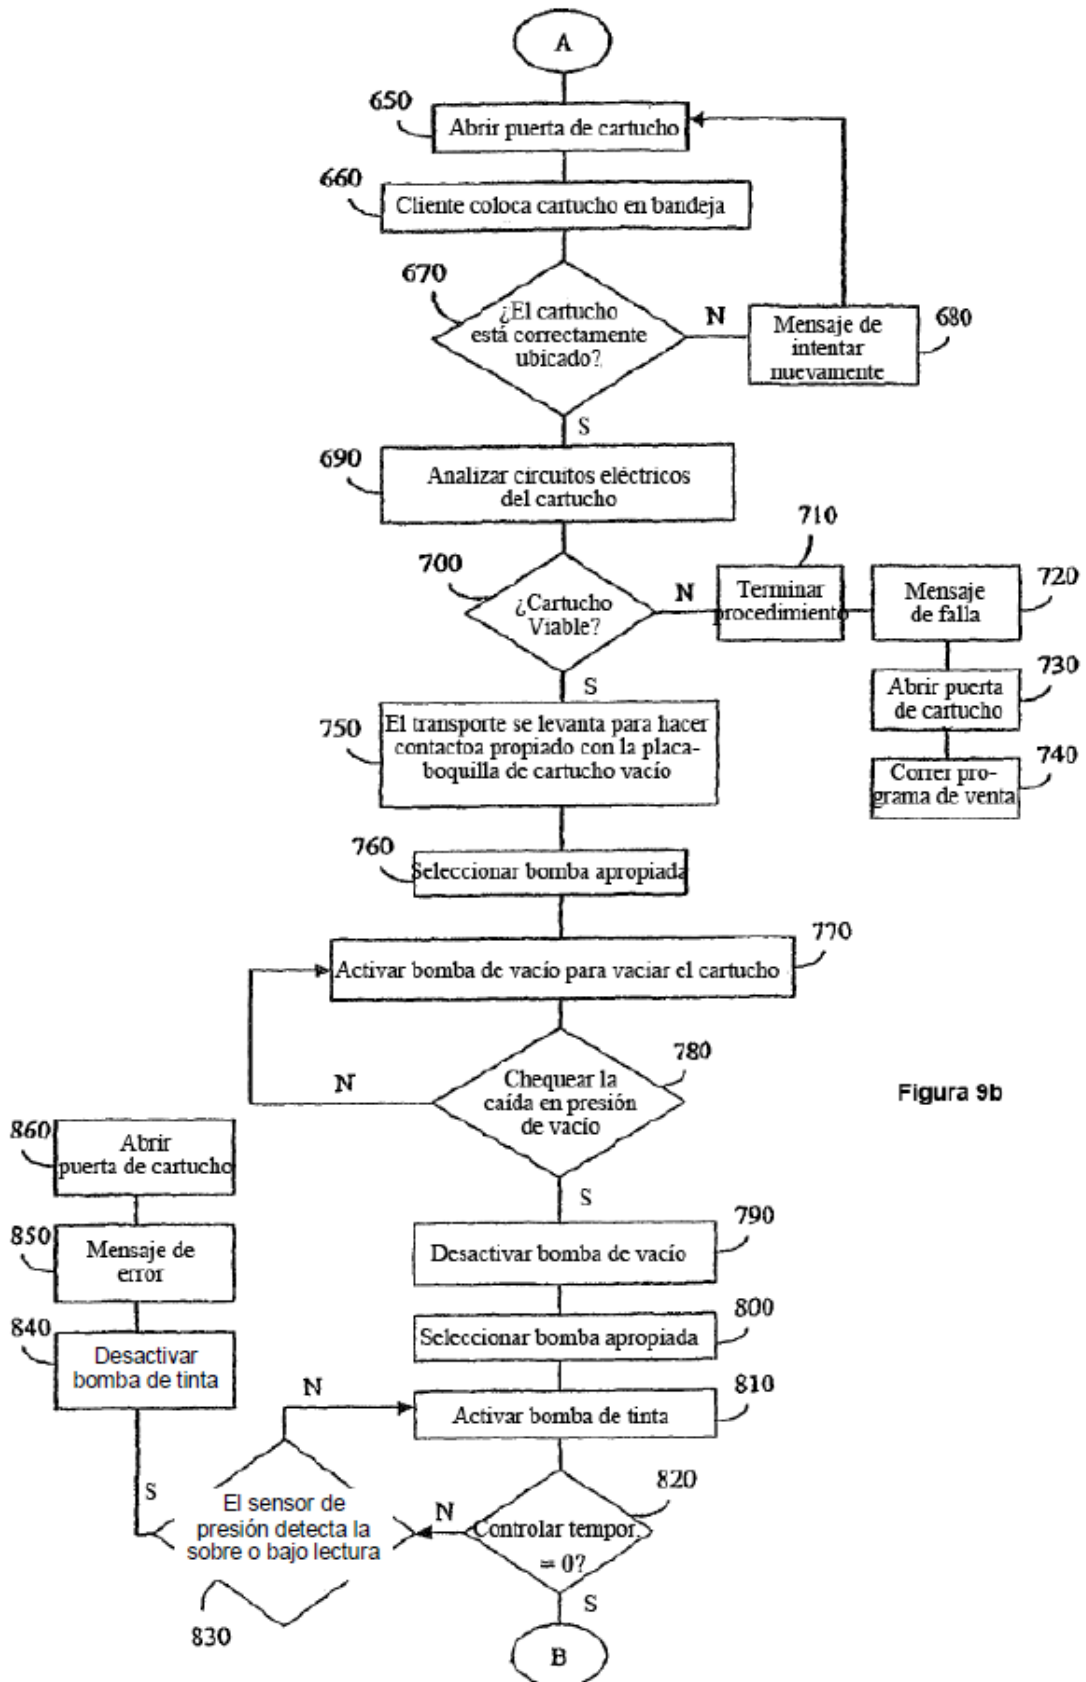 A
650
Abrir puerta de cartucho
660
Cliente coloca cartucho en bandeja
670
¿El cartucho
está correctamente
ubicado?
N
Mensaje de
intentar
nuevamente
680
S
690
Analizar circuitos eléctricos
del cartucho
700
¿Cartucho
Viable?
N
710
Terminar
procedimiento
720
Mensaje
de falla
730
Abrir puerta
de cartucho
740
Correr pro-
grama de venta
S
750
El transporte se levanta para hacer
contactoa propiado con la placa-
boquilla de cartucho vacío
760
Seleccionar bomba apropiada
770
Activar bomba de vacío para vaciar el cartucho
780
Chequear la
caída en presión
de vacío
N
Figura 9b
S
860
Abrir
puerta de cartucho
850
Mensaje de
error
840
Desactivar
bomba de tinta
790
Desactivar bomba de vacío
800
Seleccionar bomba apropiada
810
Activar bomba de tinta
N
S
El sensor de
presión detecta la
sobre o bajo lectura
830
N
820
Controlar tempor.
= 0?
S
B